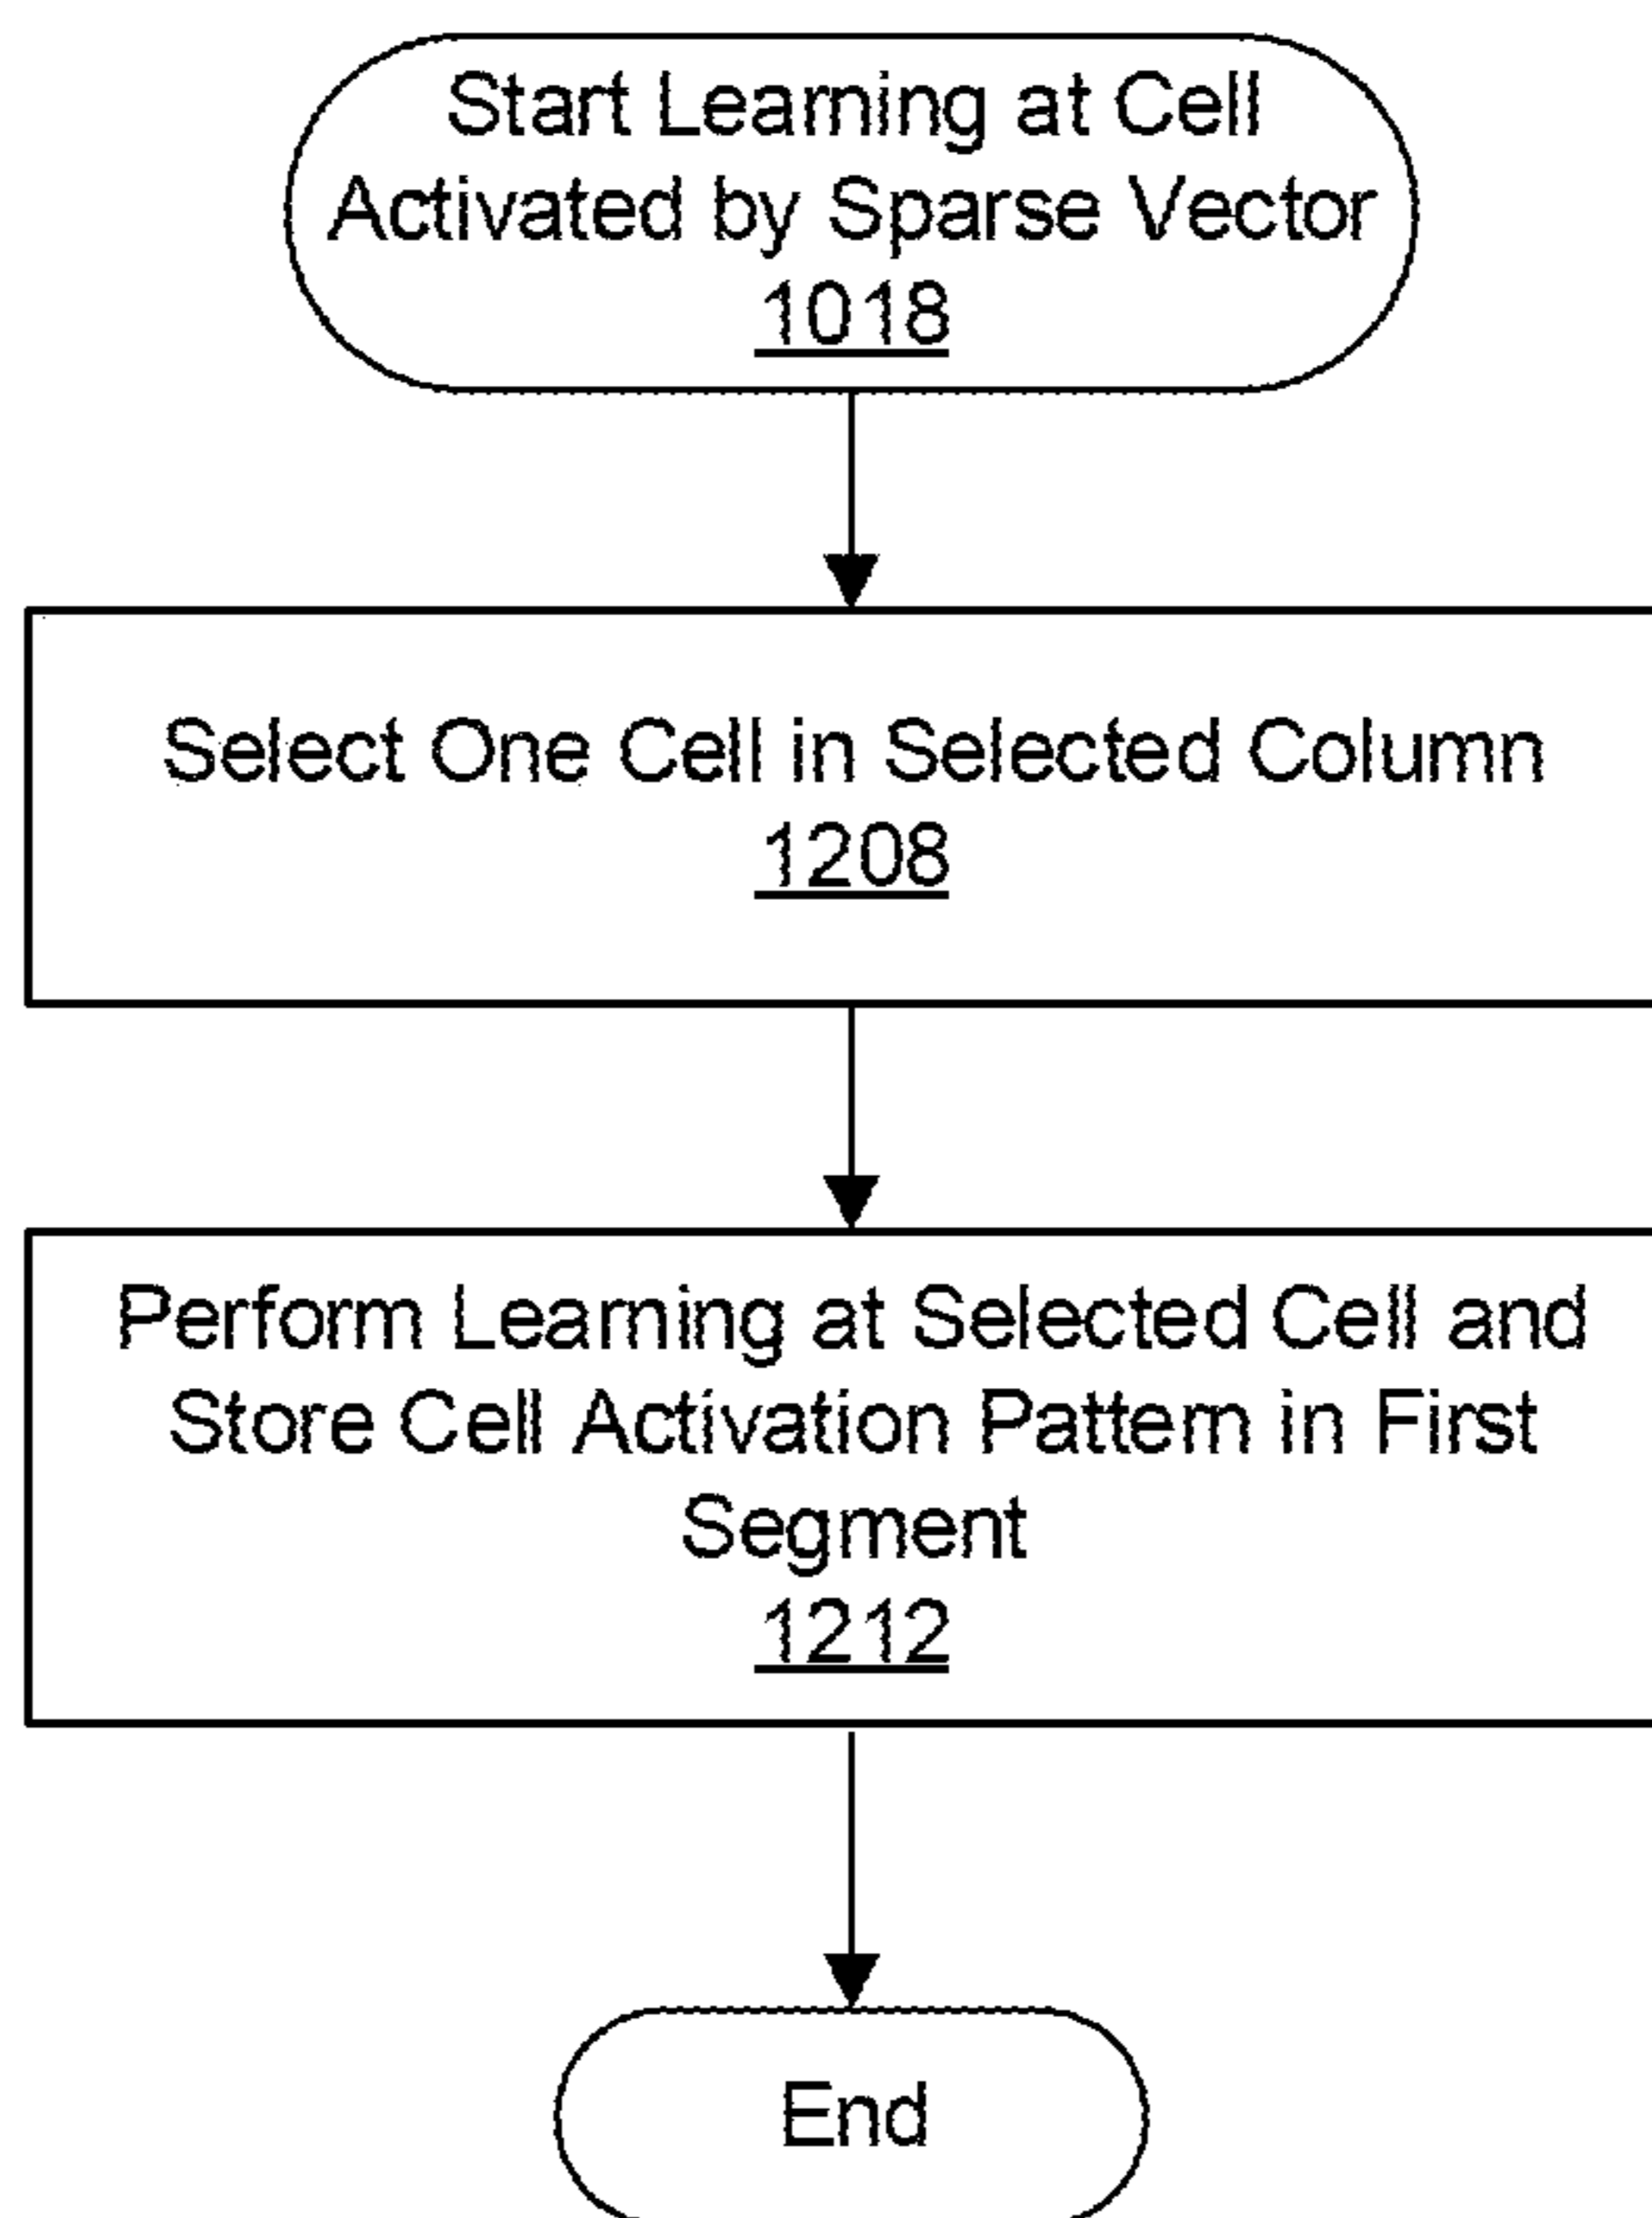 Start Learning at Cell
Activated by Sparse Vector
1018
Select One Cell in Selected Column
1208
Perform Learning at Selected Cell and
Store Cell Activation Pattern in First
Segment
1212
End